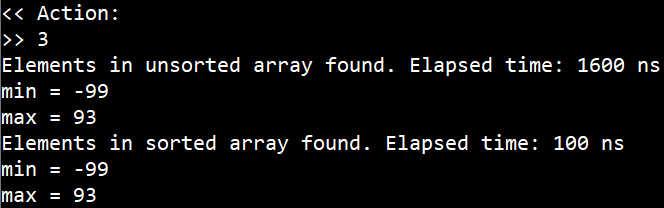 << Action:
>> 3
Elements in unsorted array found. Elapsed time: 1600 ns
min = -99
max = 93
Elements in sorted array found. Elapsed time: 100 ns
min = -99
max = 93